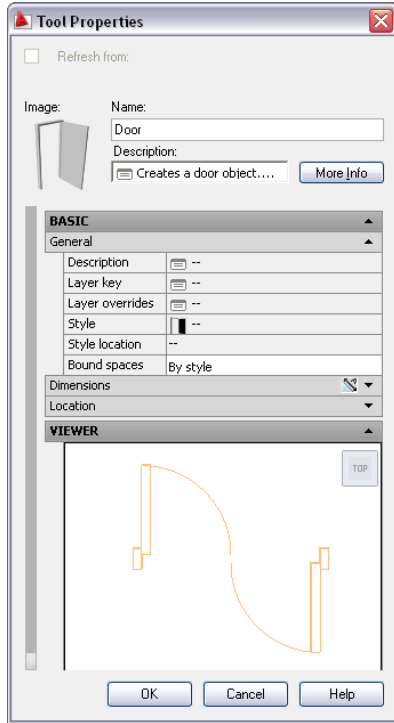 Tool Properties
Refresh from:
Image:
Name:
Door
Description:
Creates a door object....
More Info
BASIC
General
Description --
Layer key --
Layer overrides --
Style --
Style location --
Bound spaces By style
Dimensions
Location
VIEWER
TOP
OK Cancel Help